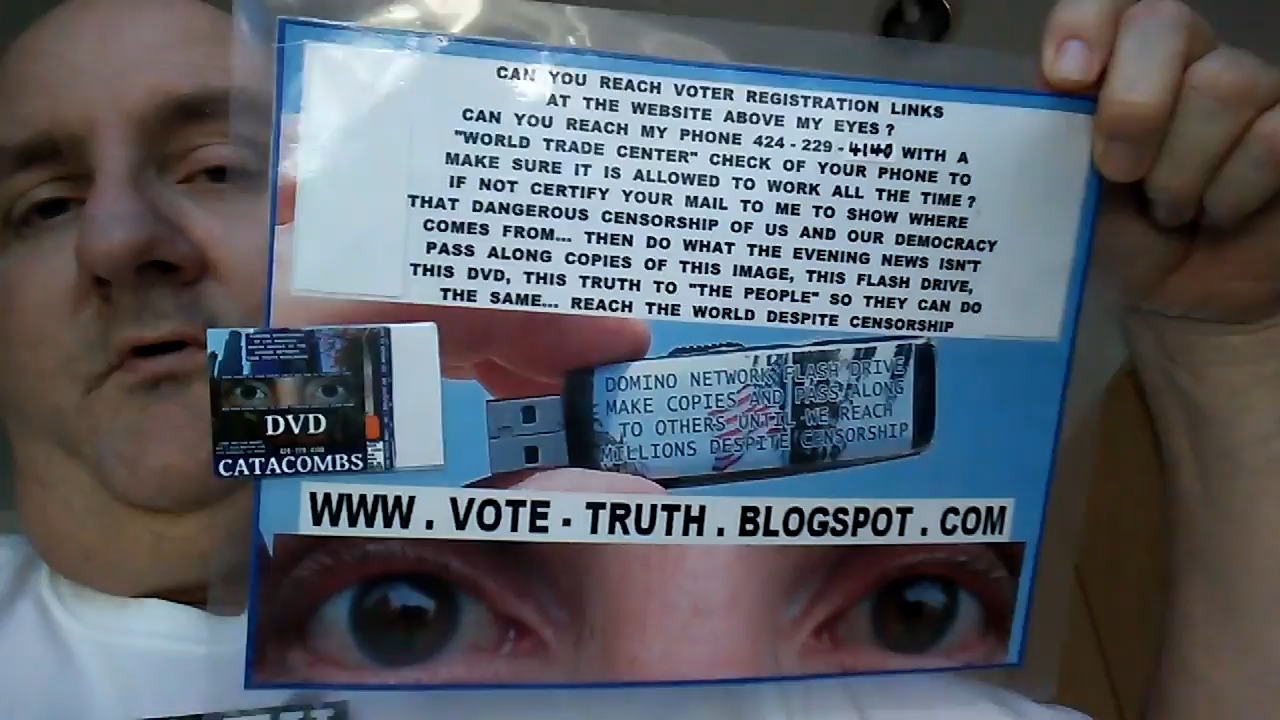 CAN YOU REACH VOTER REGISTRATION LINKS
AT THE WEBSITE ABOVE MY EYES ?
CAN YOU REACH MY PHONE 424 - 229 - 4140 WITH A
"WORLD TRADE CENTER" CHECK OF YOUR PHONE TO
MAKE SURE IT IS ALLOWED TO WORK ALL THE TIME ?
IF NOT CERTIFY YOUR MAIL TO ME TO SHOW WHERE
THAT DANGEROUS CENSORSHIP OF US AND OUR DEMOCRACY
COMES FROM... THEN DO WHAT THE EVENING NEWS ISN'T
PASS ALONG COPIES OF THIS IMAGE, THIS FLASH DRIVE,
THIS DVD, THIS TRUTH TO "THE PEOPLE" SO THEY CAN DO
THE SAME... REACH THE WORLD DESPITE CENSORSHIP
DOMINO NETWORK FLASH DRIVE
MAKE COPIES AND PASS ALONG
TO OTHERS UNTIL WE REACH
MILLIONS DESPITE CENSORSHIP
DVD
CATACOMBS
WWW . VOTE - TRUTH . BLOGSPOT . COM